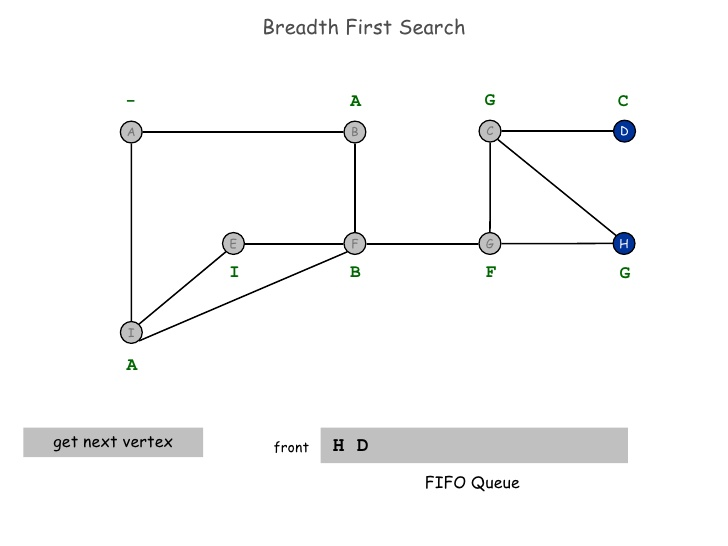 Breadth First Search
- A G C
A B C D
E F G H
I B F G
I
A
get next vertex
front H D
FIFO Queue